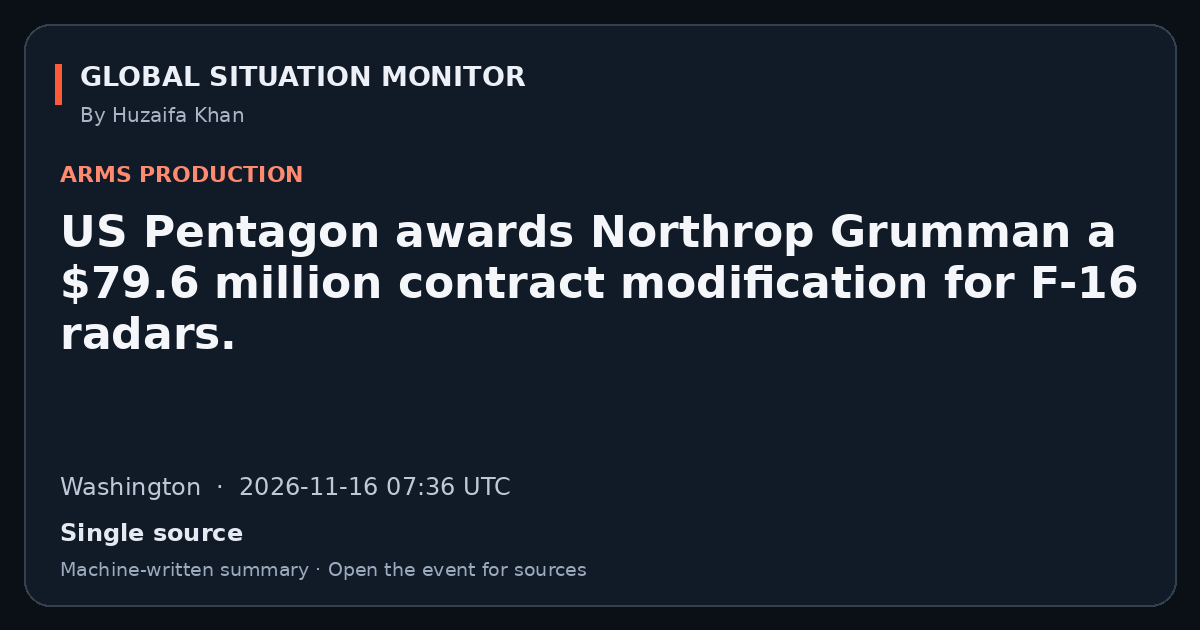 GLOBAL SITUATION MONITOR
By Huzaifa Khan
ARMS PRODUCTION
US Pentagon awards Northrop Grumman a
$79.6 million contract modification for F-16
radars.
Washington · 2026-11-16 07:36 UTC
Single source
Machine-written summary · Open the event for sources